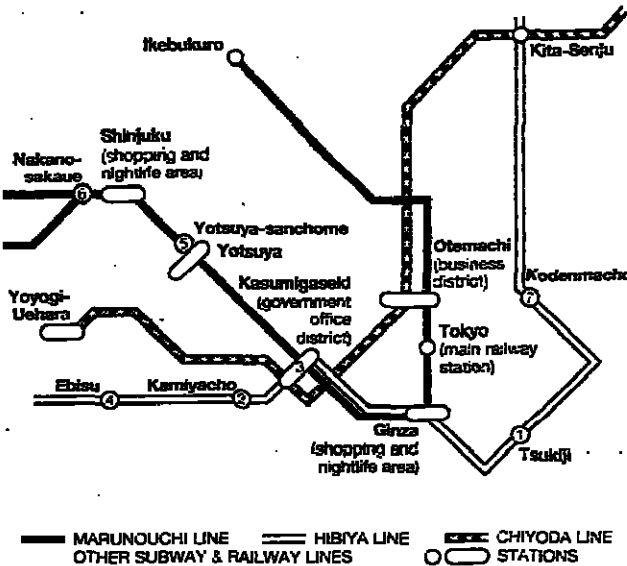 Ikebukuro
Kita-Senju
Shinjuku
(shopping and
nightlife area)
Nakano-
sakaue
6
Yotsuya-sanchome
5
Yotsuya
Otemachi
(business
district)
Kodenmacho
7
Kasumigaseki
(government
office
district)
Yoyogi-
Uehara
Tokyo
(main railway
station)
3
Ebisu
4
Kamiyacho
2
Ginza
(shopping and
nightlife area)
1
Tsukiji
MARUNOUCHI LINE
HIBIYA LINE
CHIYODA LINE
OTHER SUBWAY & RAILWAY LINES
STATIONS